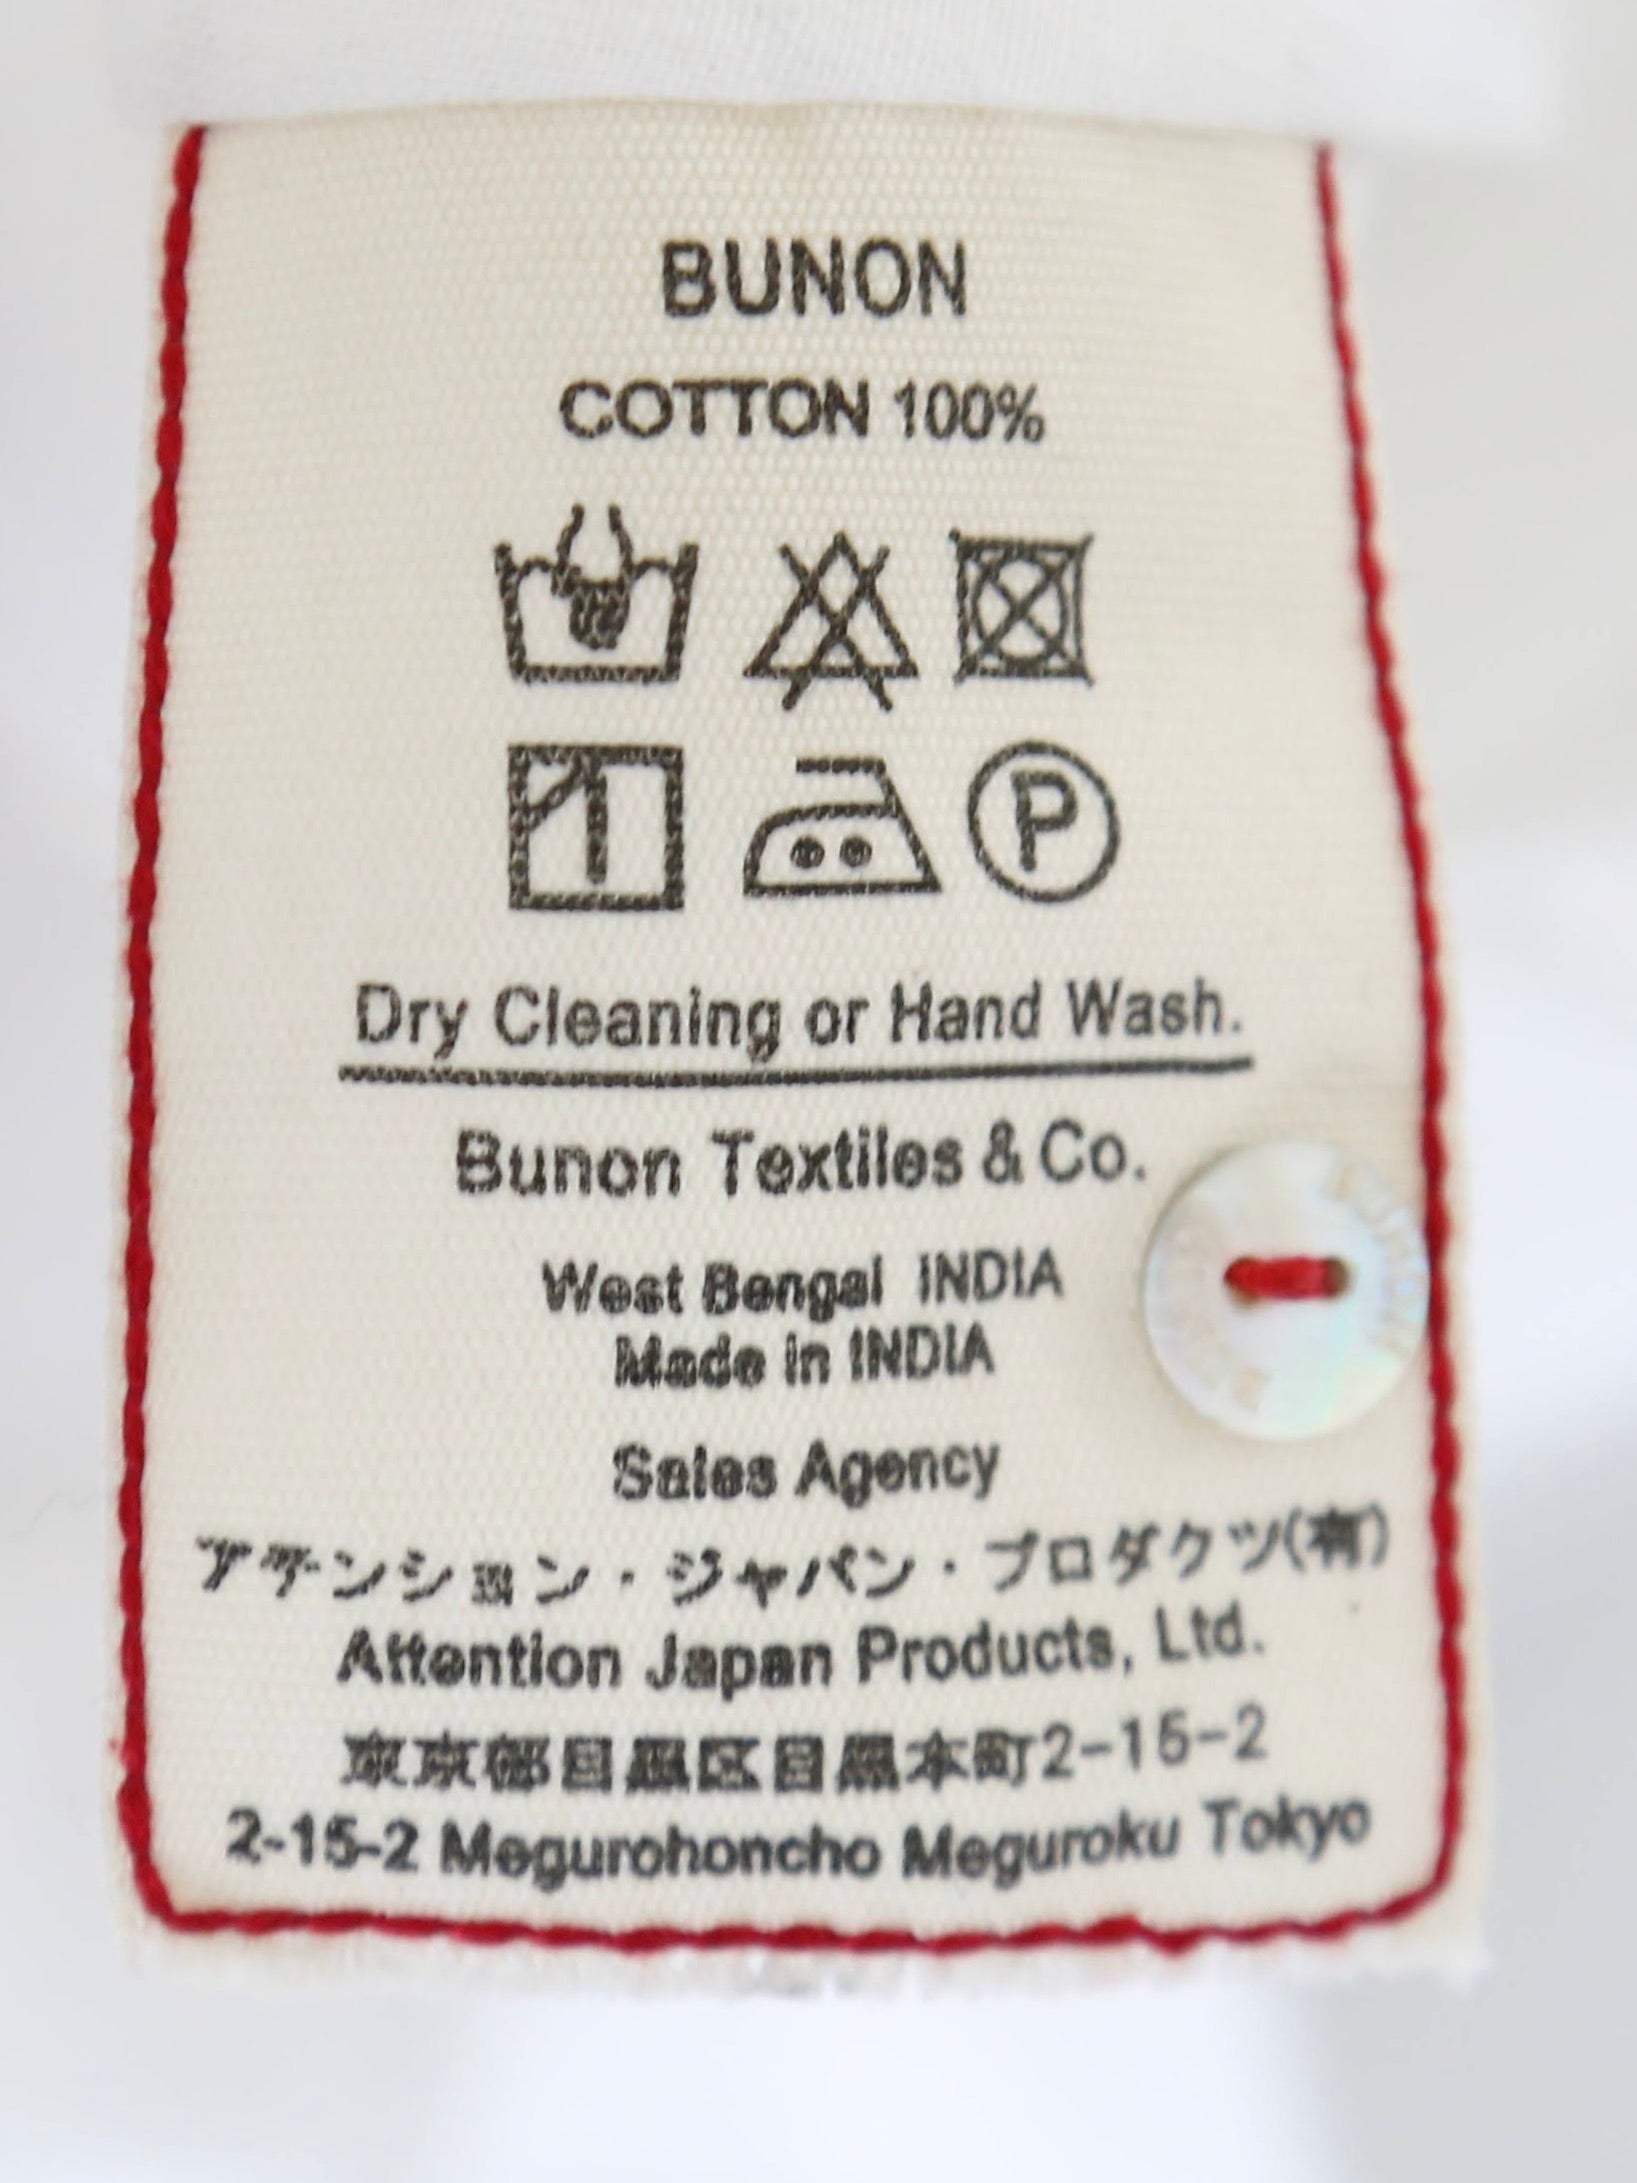 BUNON
COTTON 100%
P
Dry Cleaning or Hand Wash.
Bunon Textiles & Co.
West Bengal INDIA
Made in INDIA
Sales Agency
アテンション・ジャパン・プロダクツ(有)
Attention Japan Products, Ltd.
東京都目黒区目黒本町2-15-2
2-15-2 Megurohoncho Meguroku Tokyo